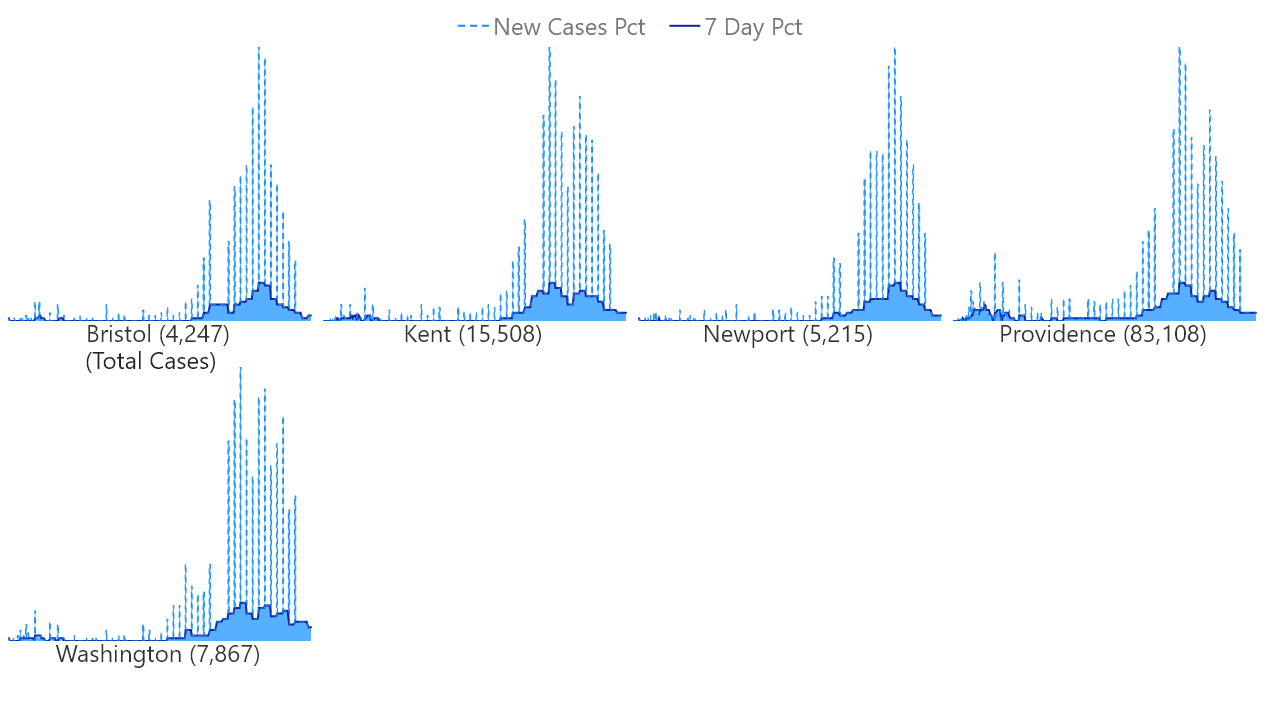 New Cases Pct 7 Day Pct
Bristol (4,247)
(Total Cases)
Kent (15,508)
Newport (5,215)
Providence (83,108)
Washington (7,867)